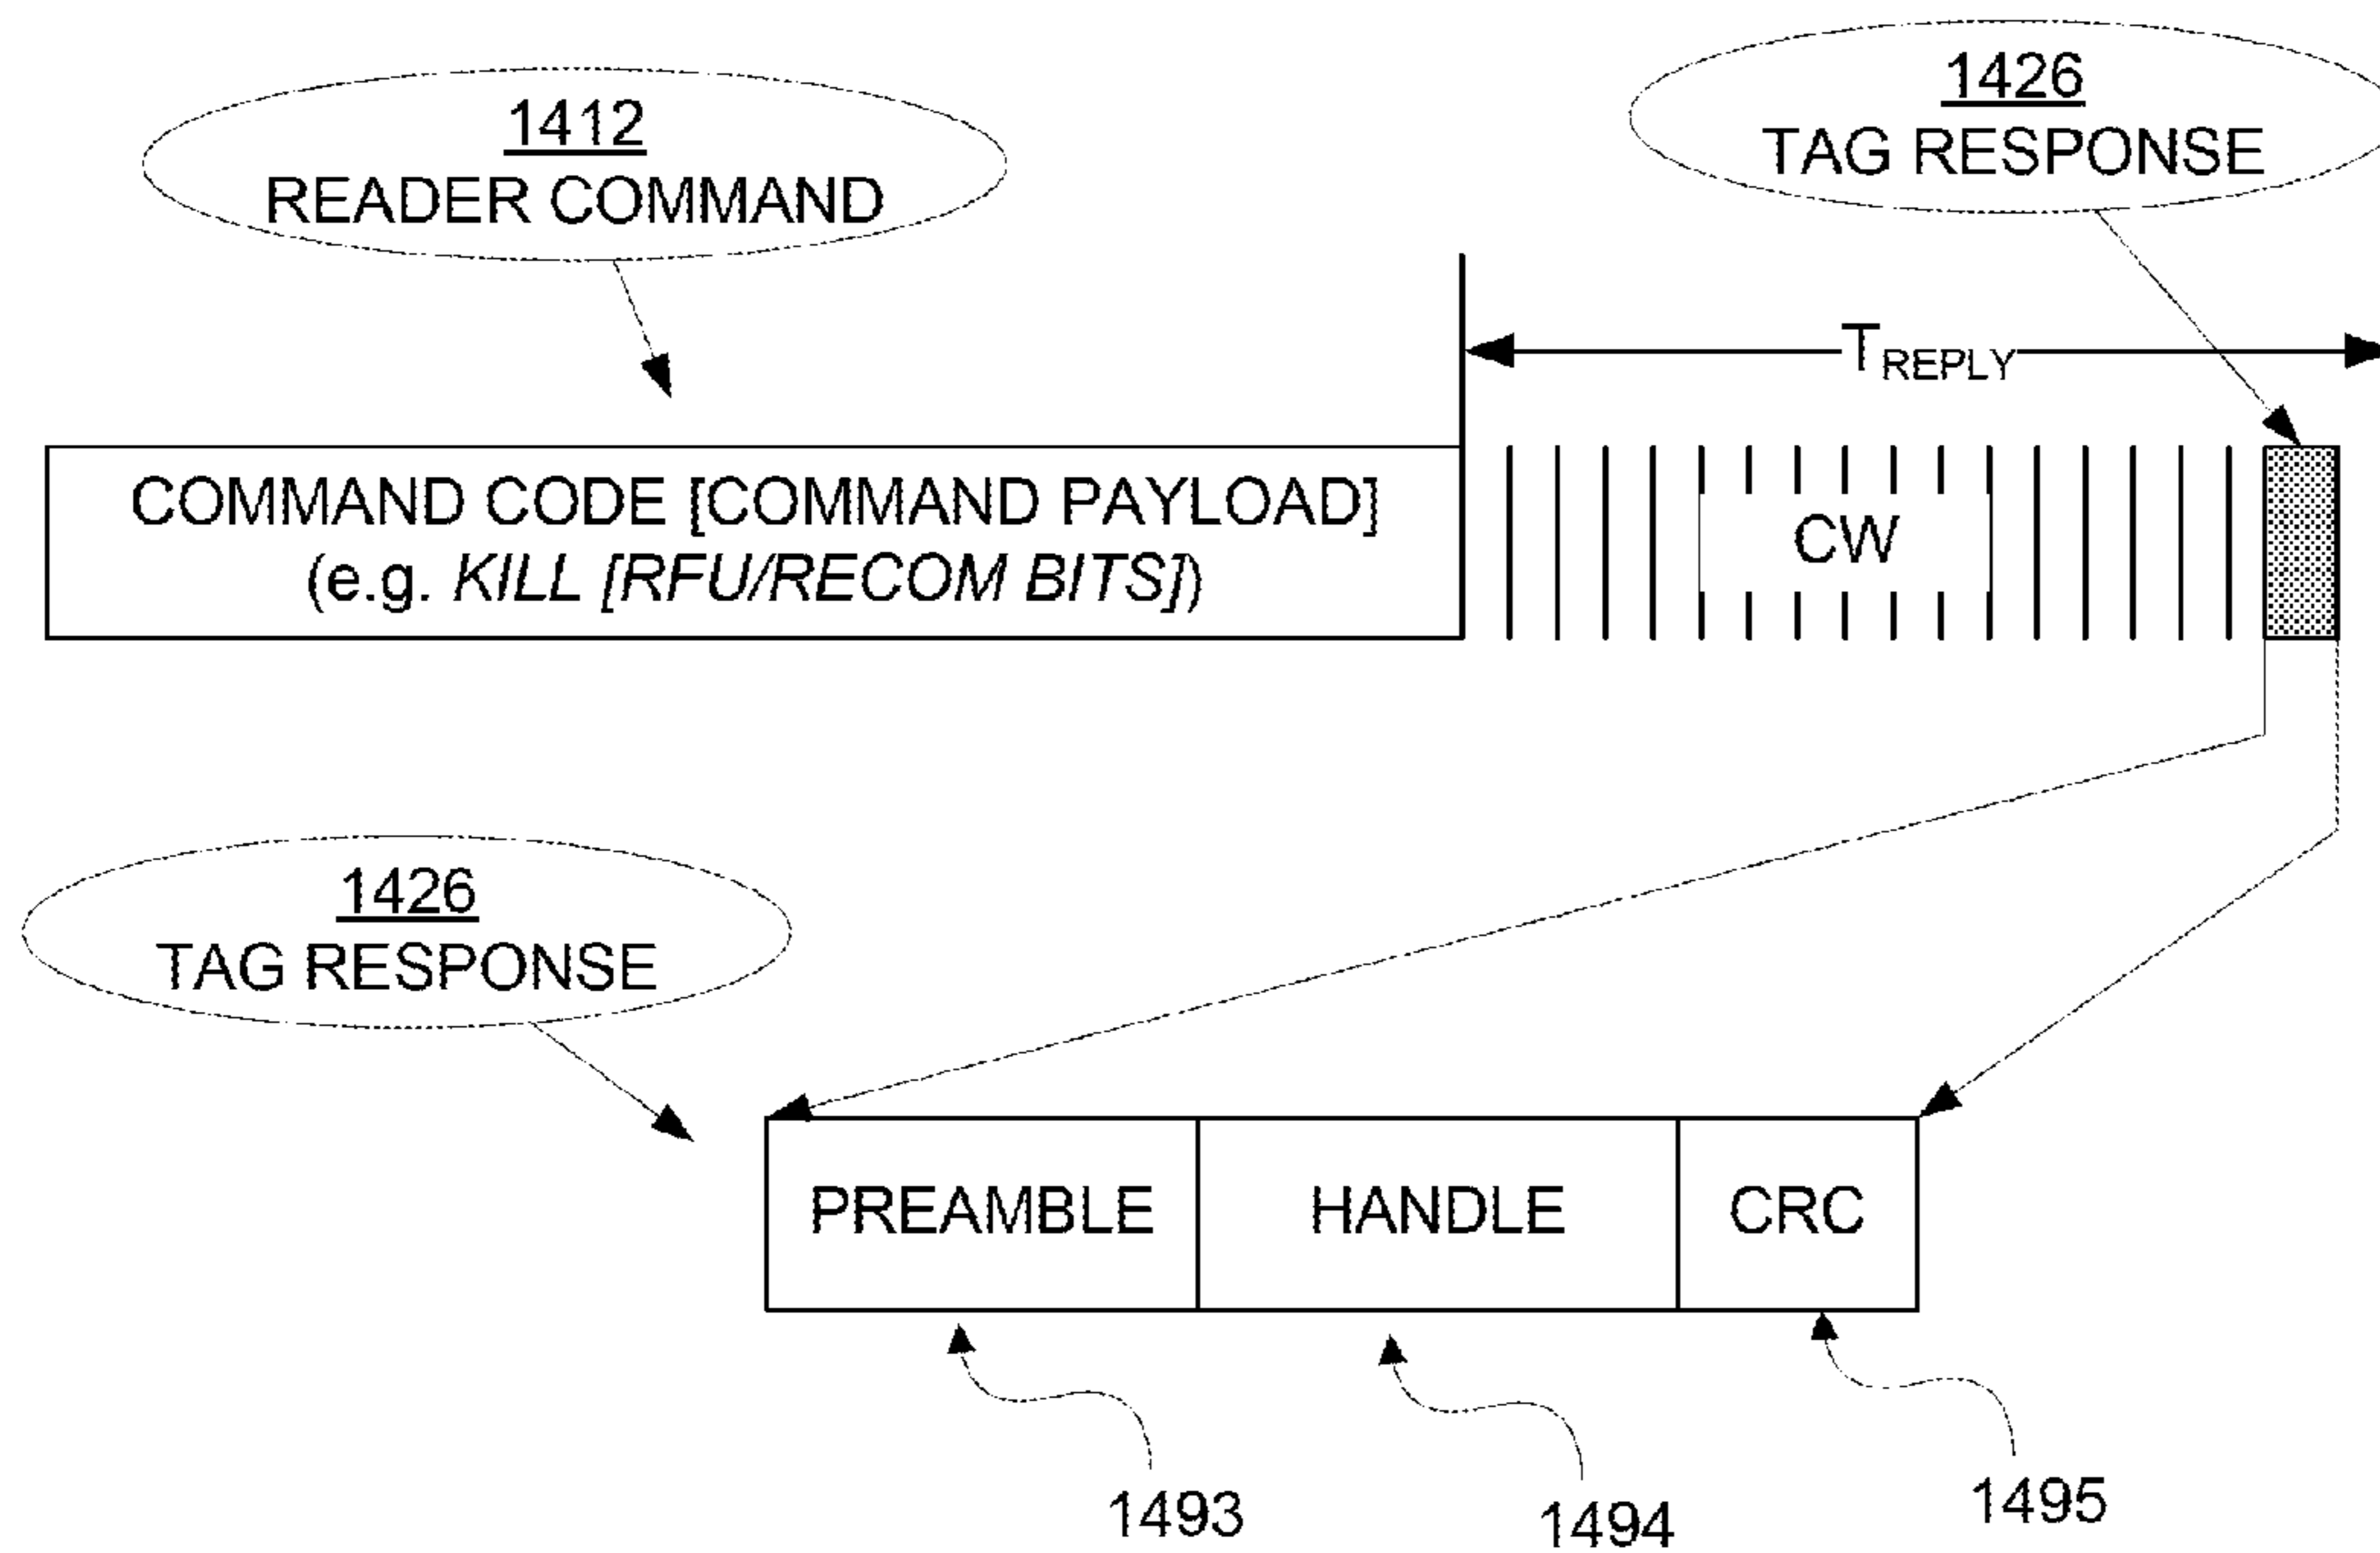 1412
READER COMMAND
1426
TAG RESPONSE
TREPLY
COMMAND CODE [COMMAND PAYLOAD]
(e.g. KILL [RFU/RECOM BITS])
CW
1426
TAG RESPONSE
PREAMBLE
HANDLE
CRC
1493
1494
1495